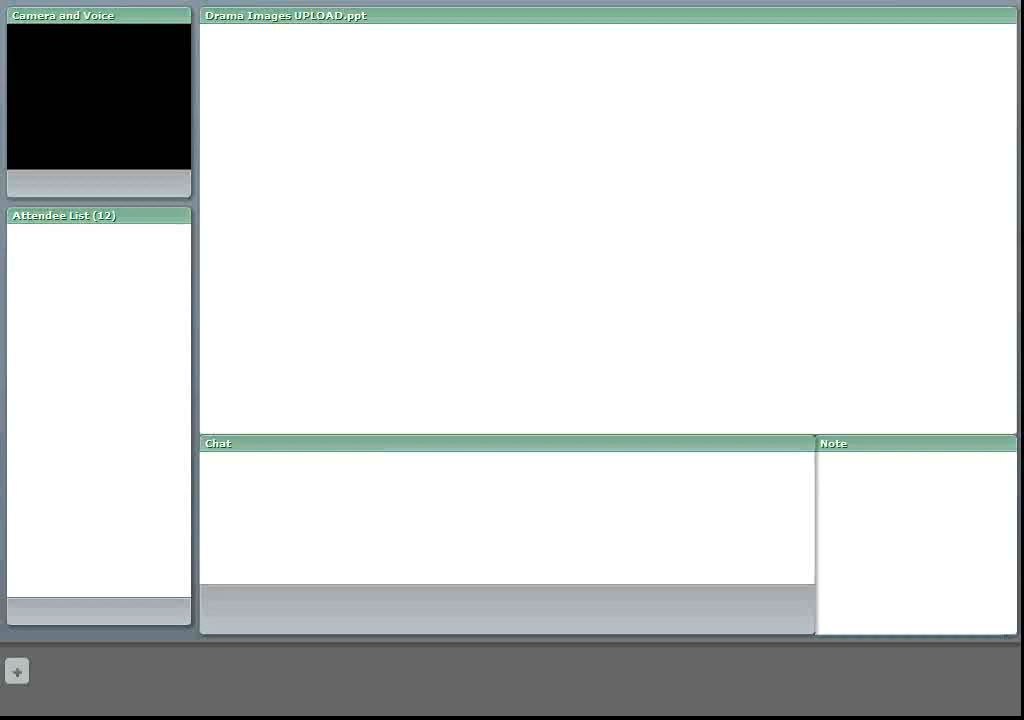 Camera and Voice
Drama Images UPLOAD.ppt
Attendee List (12)
Chat
Note